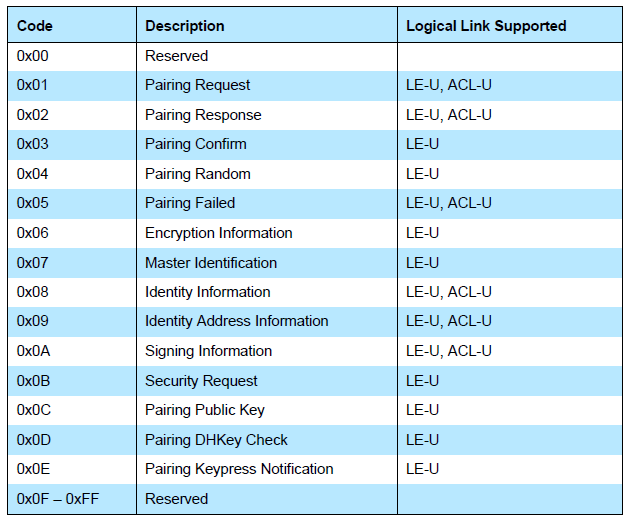 Code Description Logical Link Supported
0x00 Reserved
0x01 Pairing Request LE-U, ACL-U
0x02 Pairing Response LE-U, ACL-U
0x03 Pairing Confirm LE-U
0x04 Pairing Random LE-U
0x05 Pairing Failed LE-U, ACL-U
0x06 Encryption Information LE-U
0x07 Master Identification LE-U
0x08 Identity Information LE-U, ACL-U
0x09 Identity Address Information LE-U, ACL-U
0x0A Signing Information LE-U, ACL-U
0x0B Security Request LE-U
0x0C Pairing Public Key LE-U
0x0D Pairing DHKey Check LE-U
0x0E Pairing Keypress Notification LE-U
0x0F – 0xFF Reserved